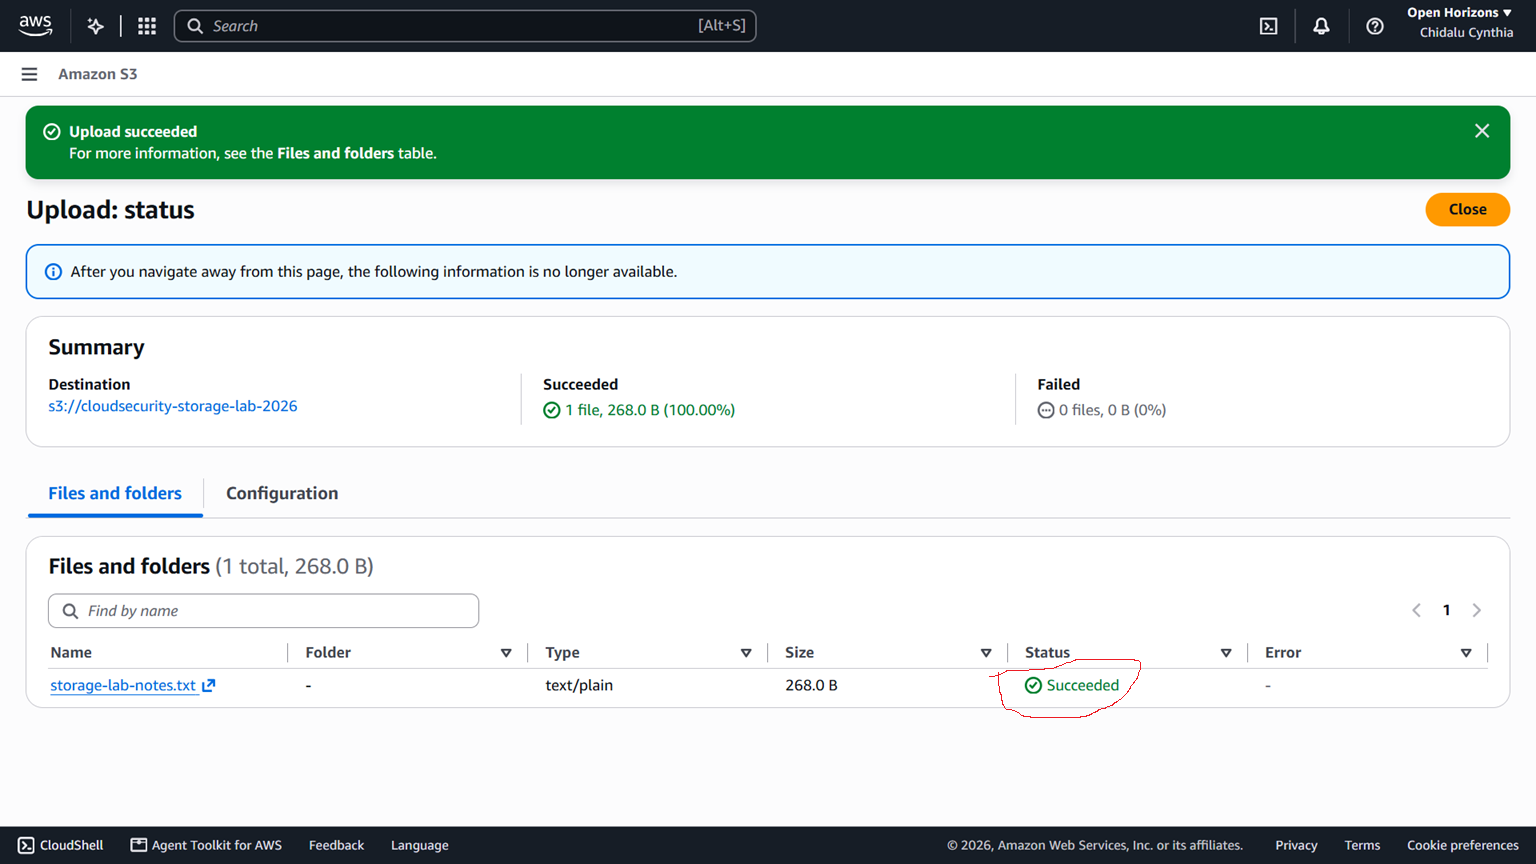 aws
Search
[Alt+S]
Open Horizons ▼
Chidalu Cynthia
Amazon S3
Upload succeeded
For more information, see the Files and folders table.
Upload: status
Close
After you navigate away from this page, the following information is no longer available.
Summary
Destination
s3://cloudsecurity-storage-lab-2026
Succeeded
1 file, 268.0 B (100.00%)
Failed
0 files, 0 B (0%)
Files and folders
Configuration
Files and folders (1 total, 268.0 B)
Find by name
1
Name Folder Type Size Status Error
storage-lab-notes.txt - text/plain 268.0 B Succeeded -
CloudShell Agent Toolkit for AWS Feedback Language © 2026, Amazon Web Services, Inc. or its affiliates. Privacy Terms Cookie preferences